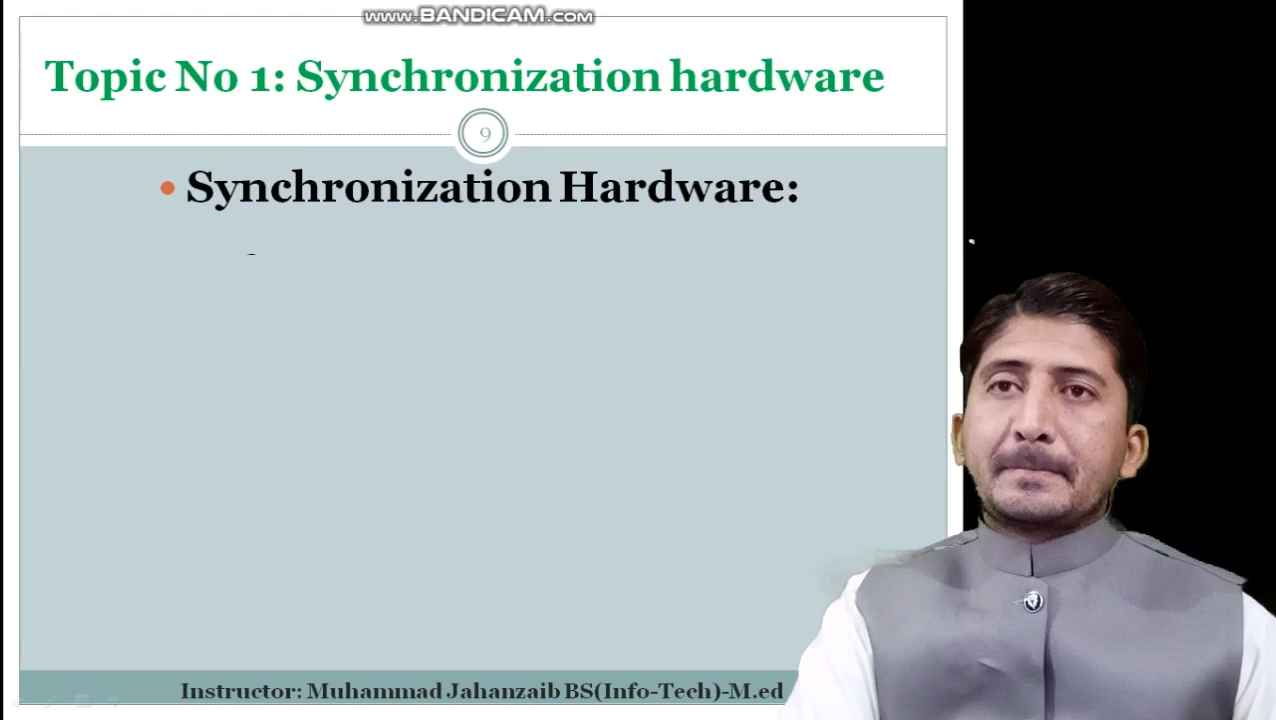 www.BANDICAM.com
Topic No 1: Synchronization hardware
9
• Synchronization Hardware:
Instructor: Muhammad Jahanzaib BS(Info-Tech)-M.ed